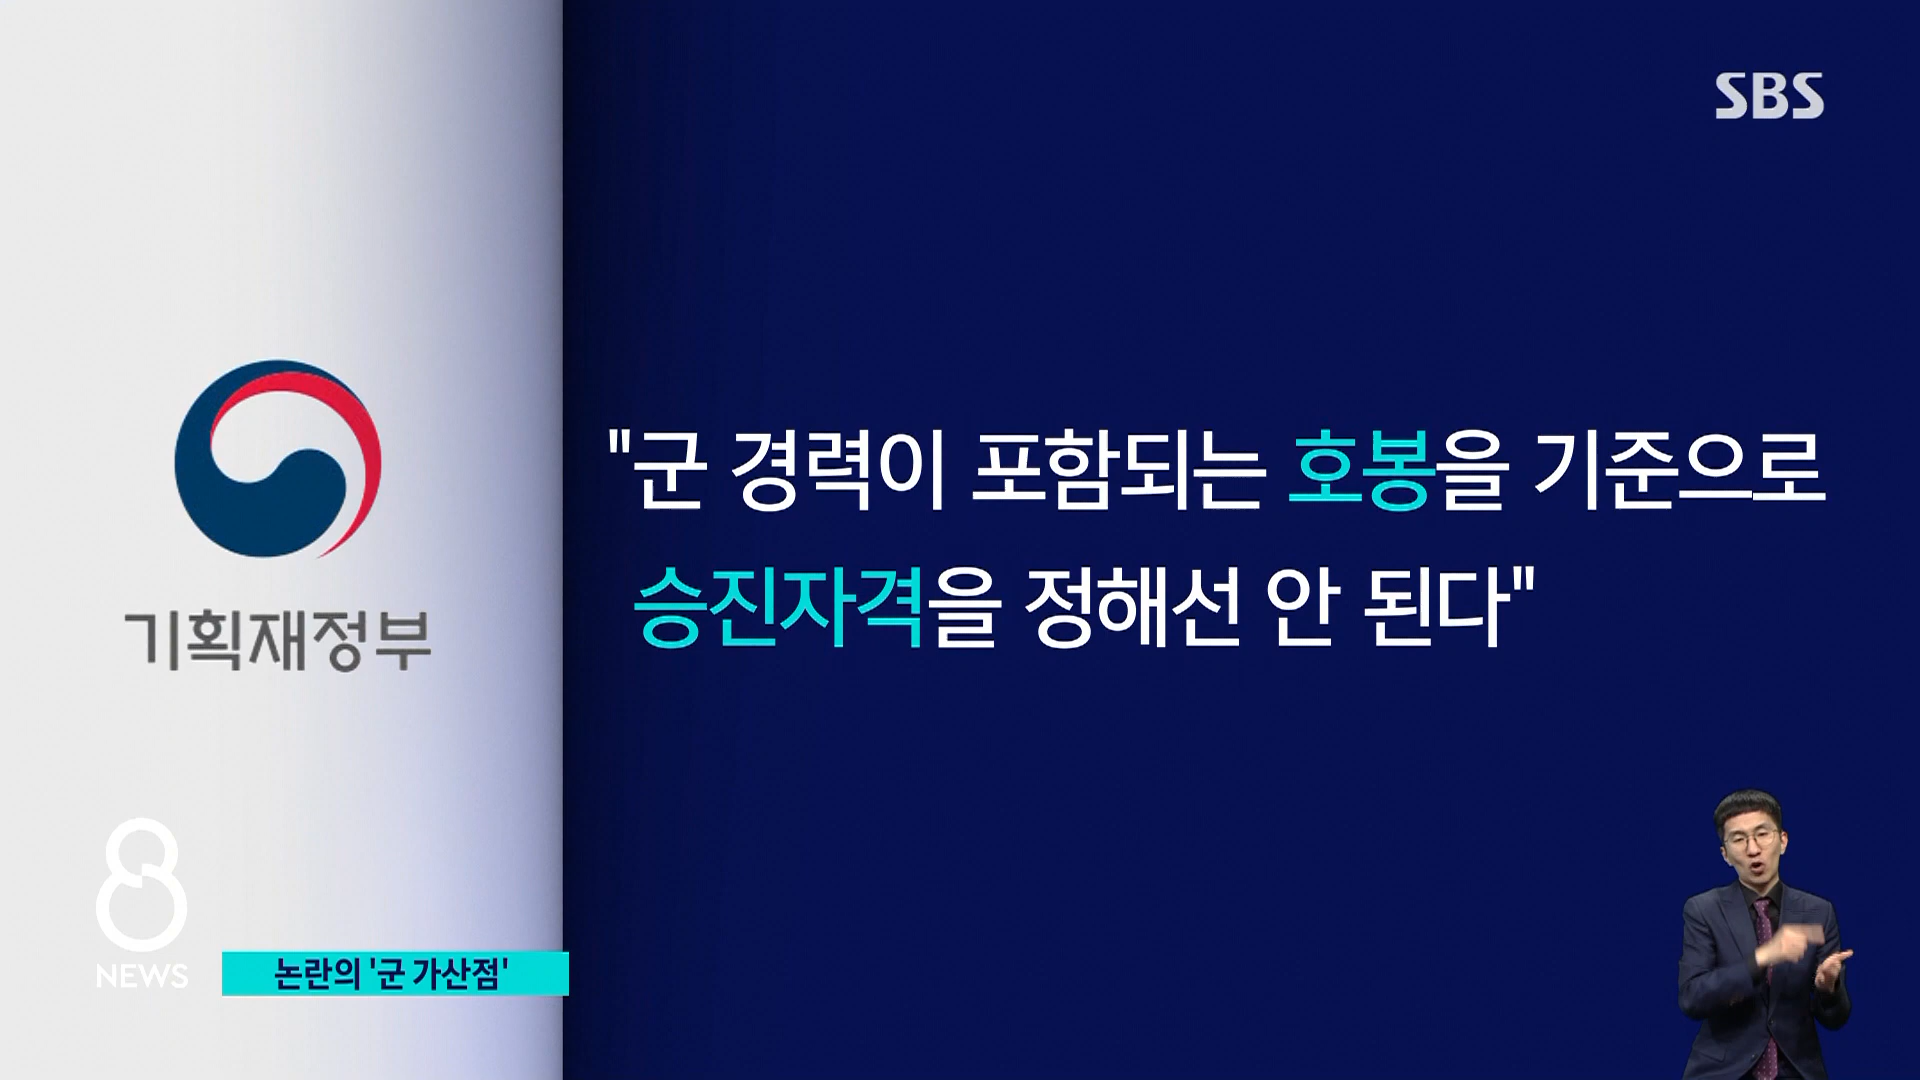 SBS
"군 경력이 포함되는 호봉을 기준으로
승진자격을 정해선 안 된다"
기획재정부
8
NEWS
논란의 '군 가산점'